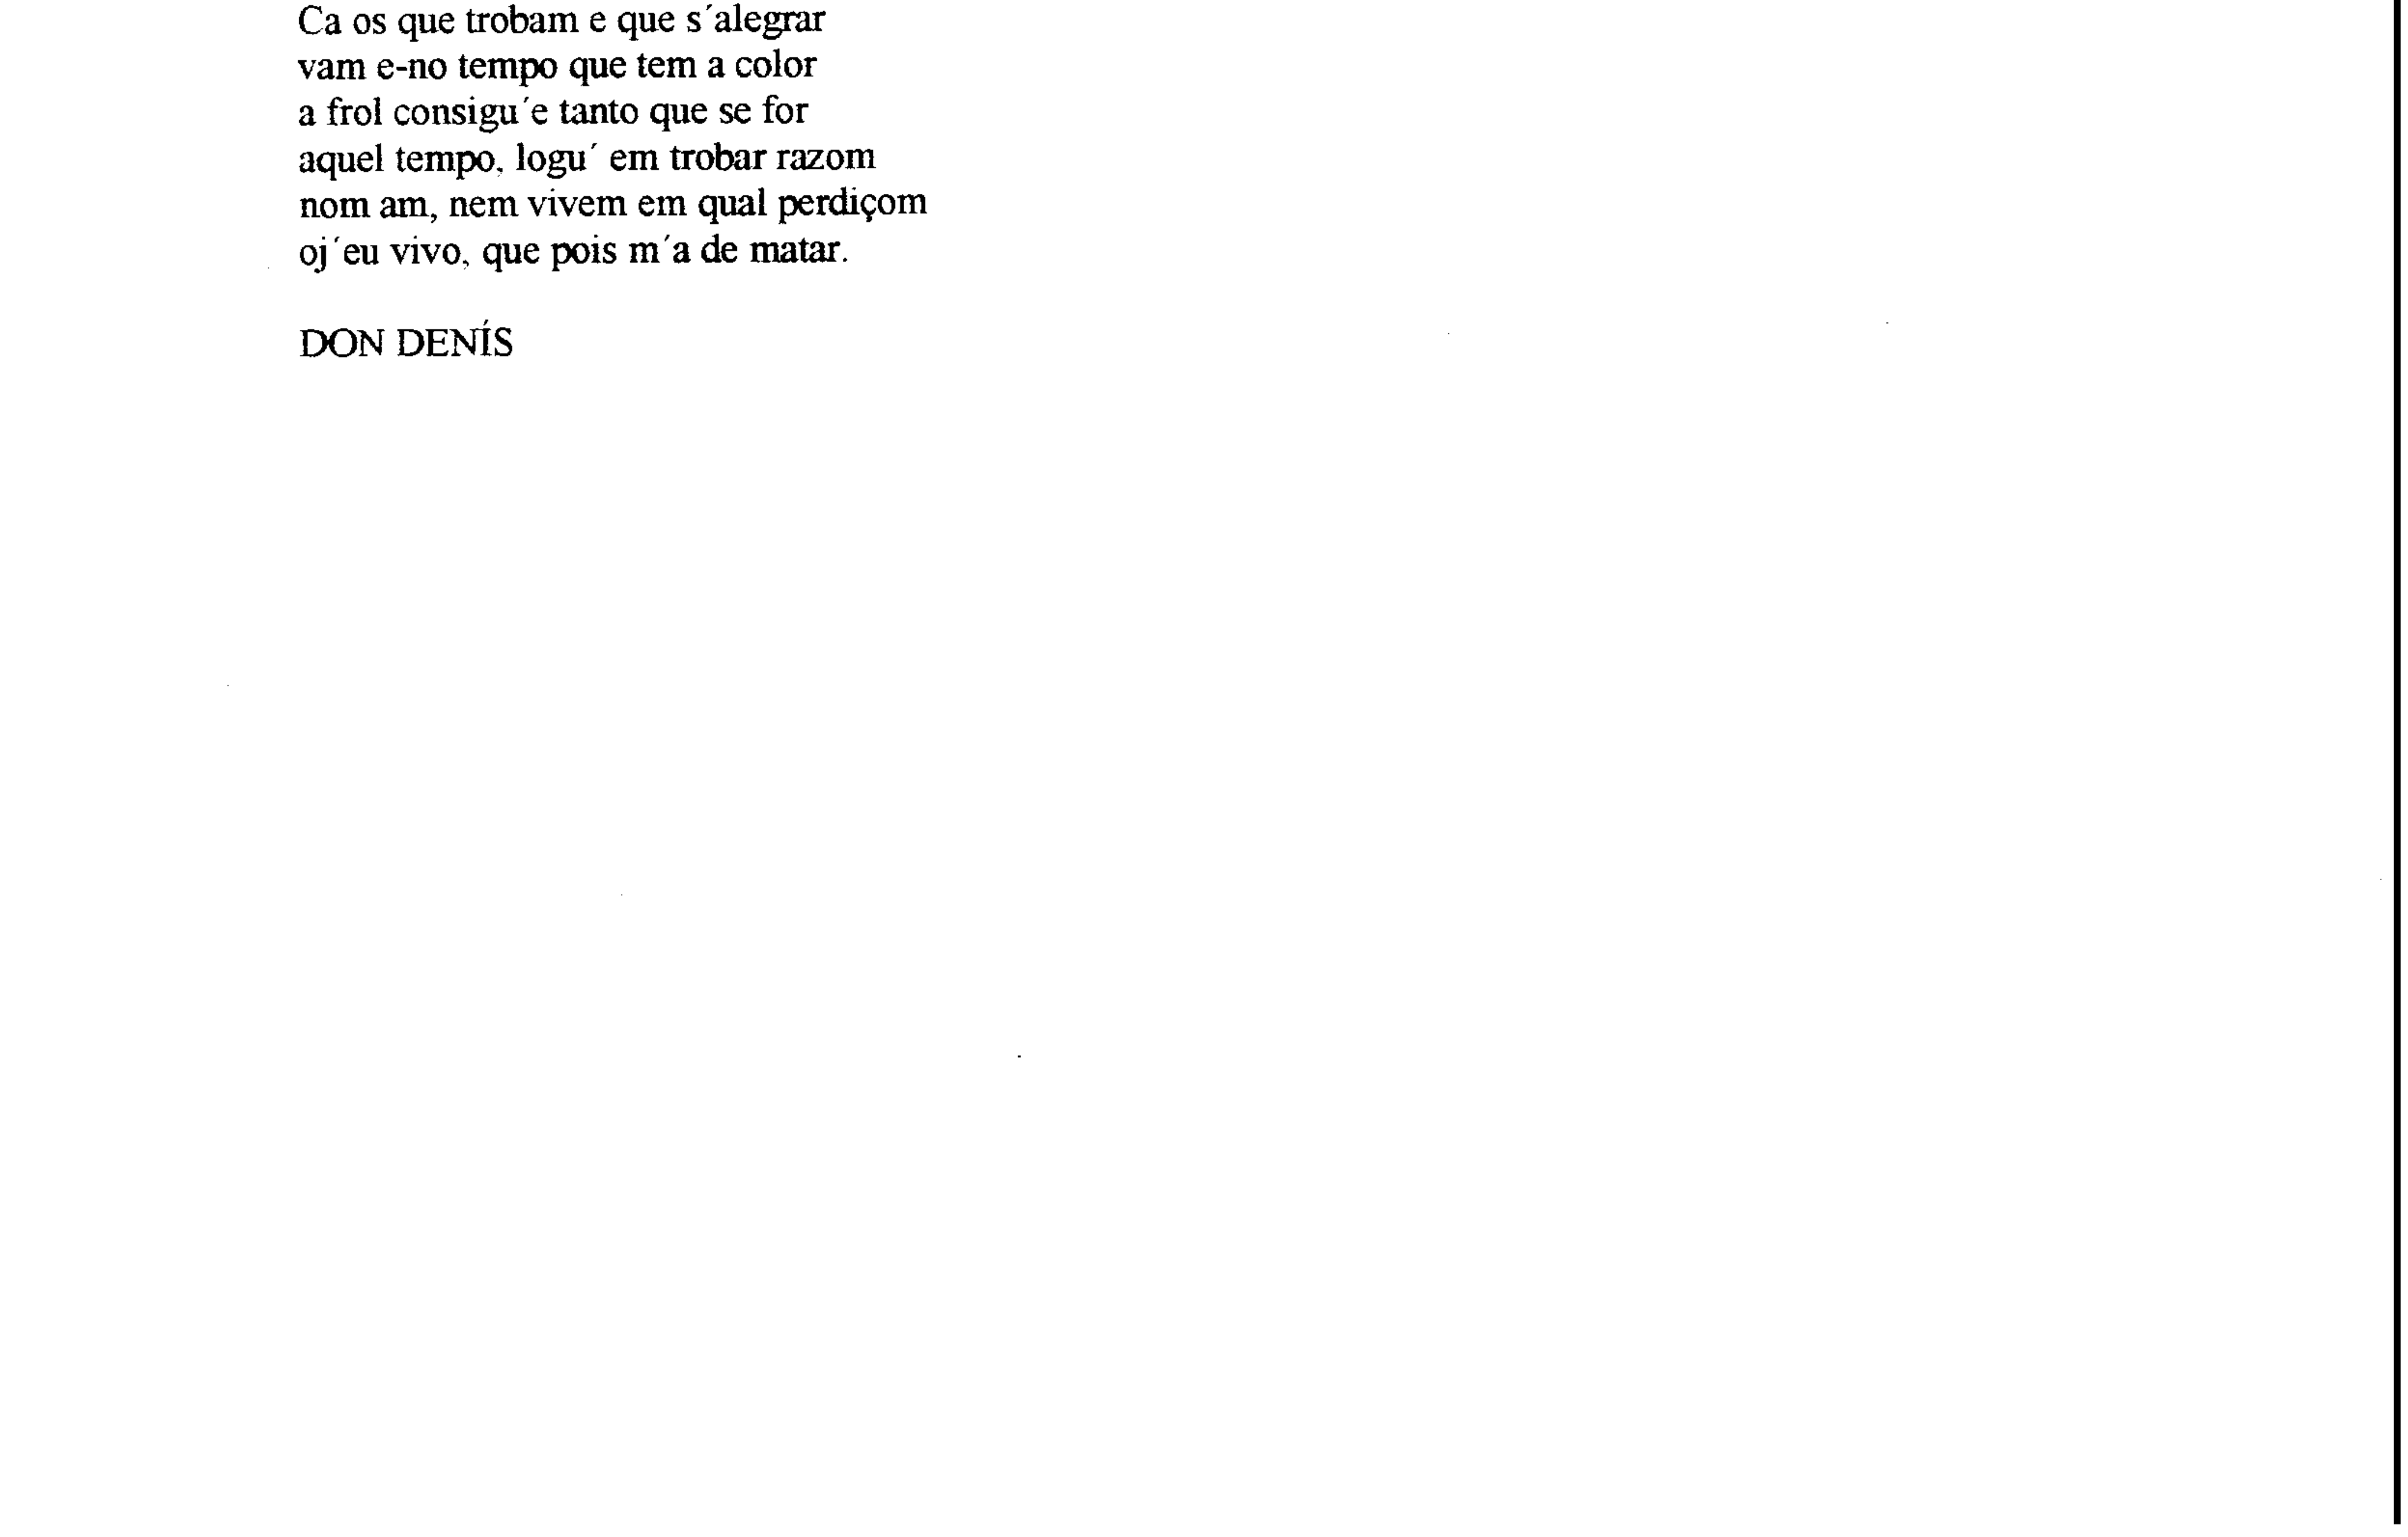 Ca os que trobam e que s´alegrar
vam e-no tempo que tem a color
a frol consigu´e tanto que se for
aquel tempo, logu´ em trobar razom
nom am, nem vivem em qual perdiçom
oj´eu vivo, que pois m´a de matar.
DON DENÍS